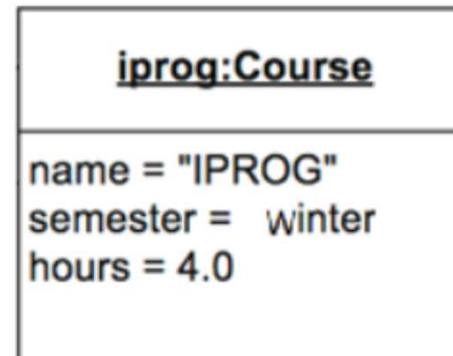 iprog:Course
name = "IPROG"
semester = winter
hours = 4.0